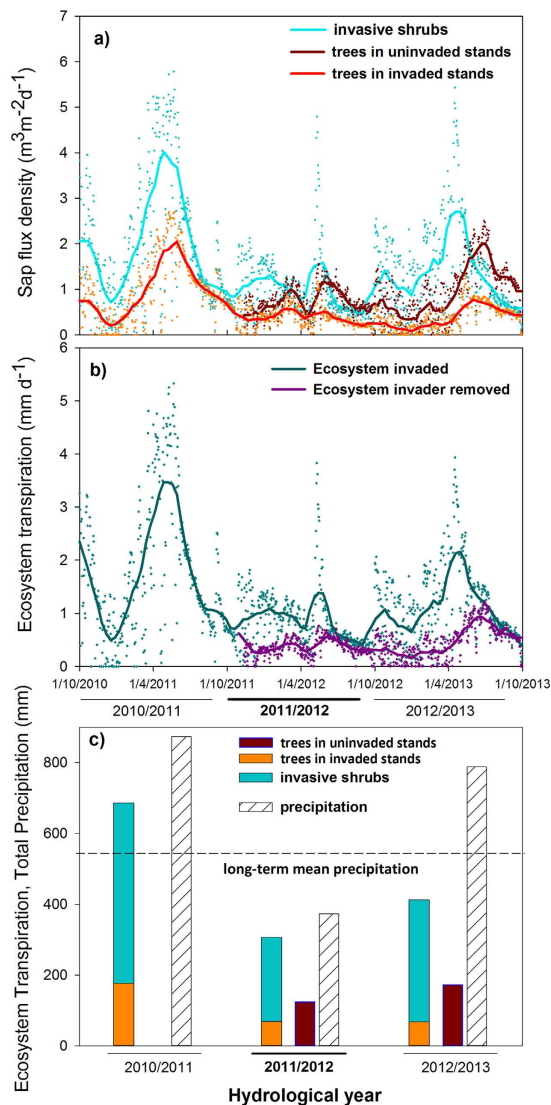 a)
invasive shrubs
trees in uninvaded stands
trees in invaded stands
Sap flux density (m³m⁻²d⁻¹)
7
6
5
4
3
2
1
0
b)
Ecosystem invaded
Ecosystem invader removed
Ecosystem transpiration (mm d⁻¹)
6
5
4
3
2
1
0
1/10/2010 1/4/2011 1/10/2011 1/4/2012 1/10/2012 1/4/2013 1/10/2013
2010/2011 2011/2012 2012/2013
c)
trees in uninvaded stands
trees in invaded stands
invasive shrubs
precipitation
long-term mean precipitation
Ecosystem Transpiration, Total Precipitation (mm)
800
600
400
200
0
2010/2011 2011/2012 2012/2013
Hydrological year